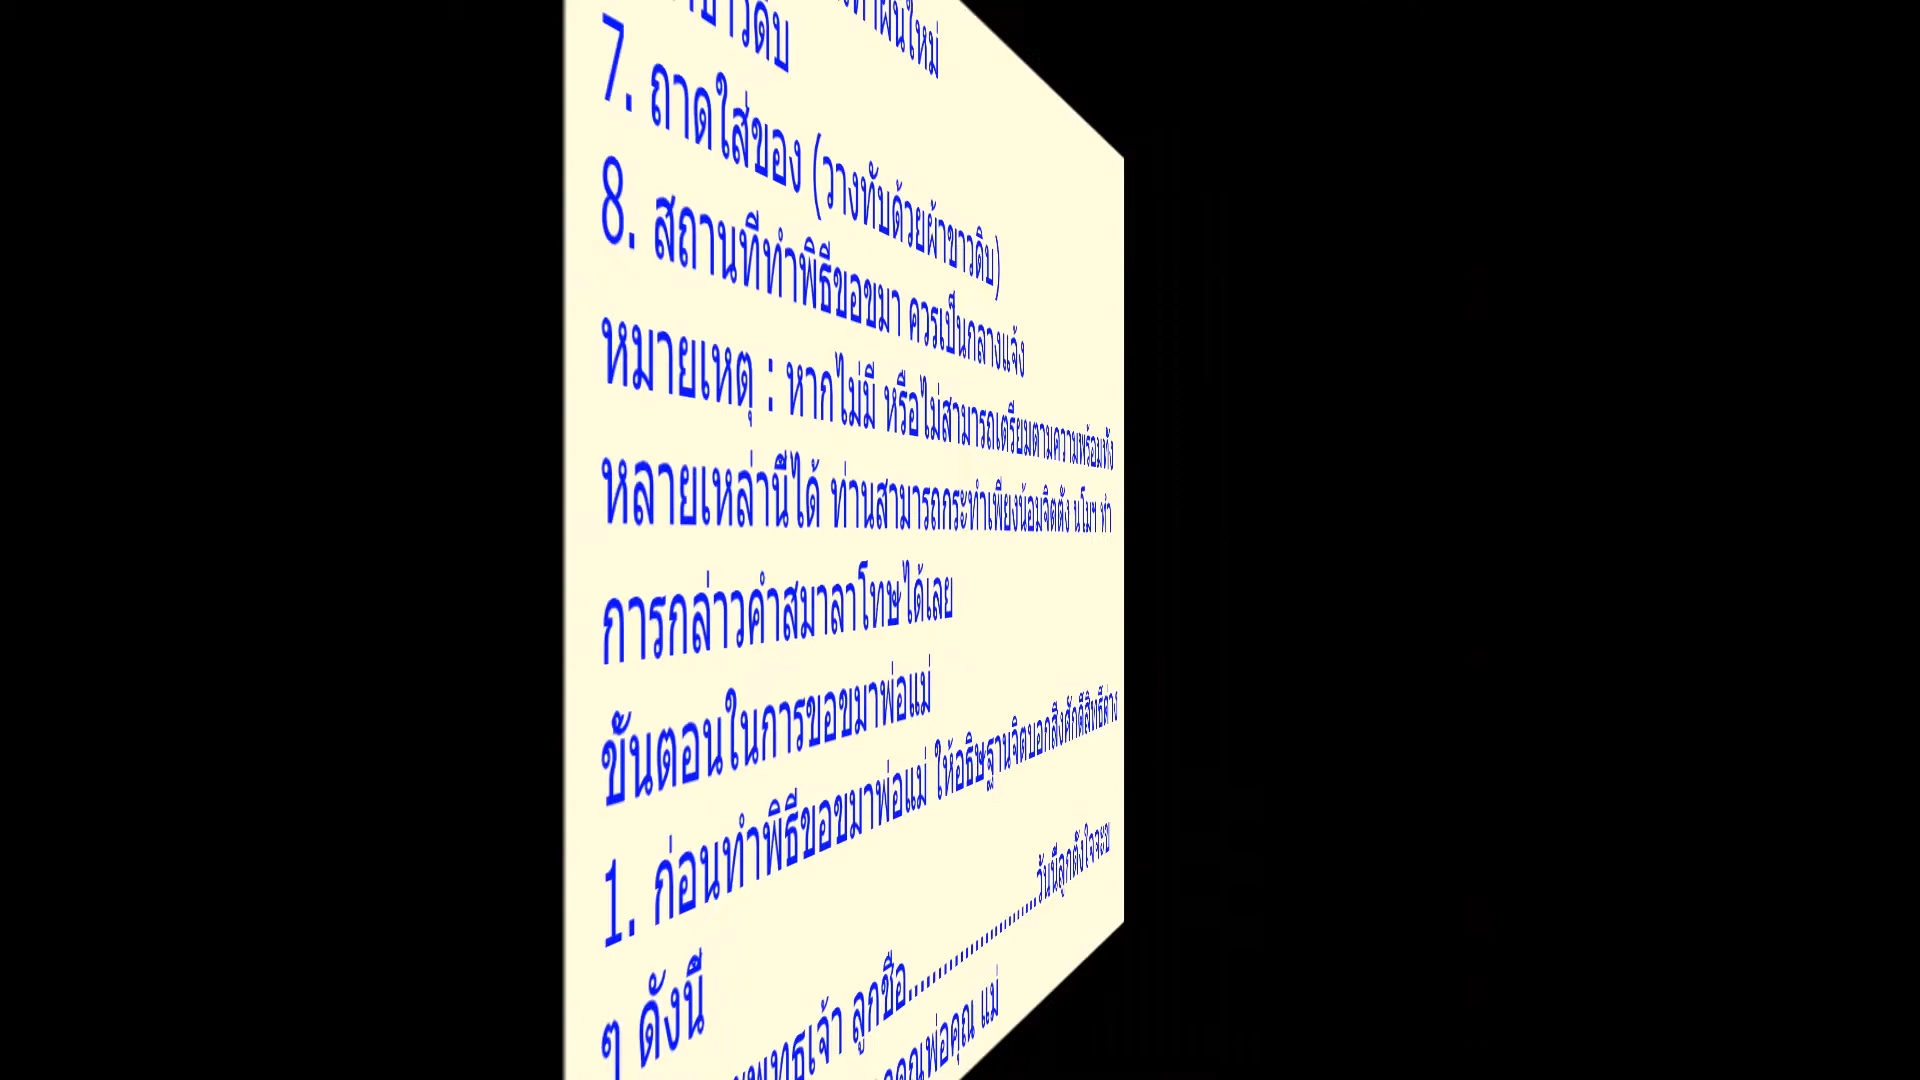 7. ถาดใส่ของ (วางทับด้วยผ้าขาวดิบ)
8. สถานที่ทำพิธีขอขมา ควรเป็นกลางแจ้ง
หมายเหตุ : หากไม่มี หรือไม่สามารถเตรียมตามความพร้อมทั้ง
หลายเหล่านี้ได้ ท่านสามารถกระทำเพียงน้อมจิตตั้ง นโมฯ ทำ
การกล่าวคำสมาลาโทษได้เลย
ขั้นตอนในการขอขมาพ่อแม่
1. ก่อนทำพิธีขอขมาพ่อแม่ ให้อธิษฐานจิตบอกสิ่งศักดิ์สิทธิ์ต่าง
ๆ ดังนี้
ลูกชื่อ..............................วันนี้ลูกตั้งใจจะข
แม่